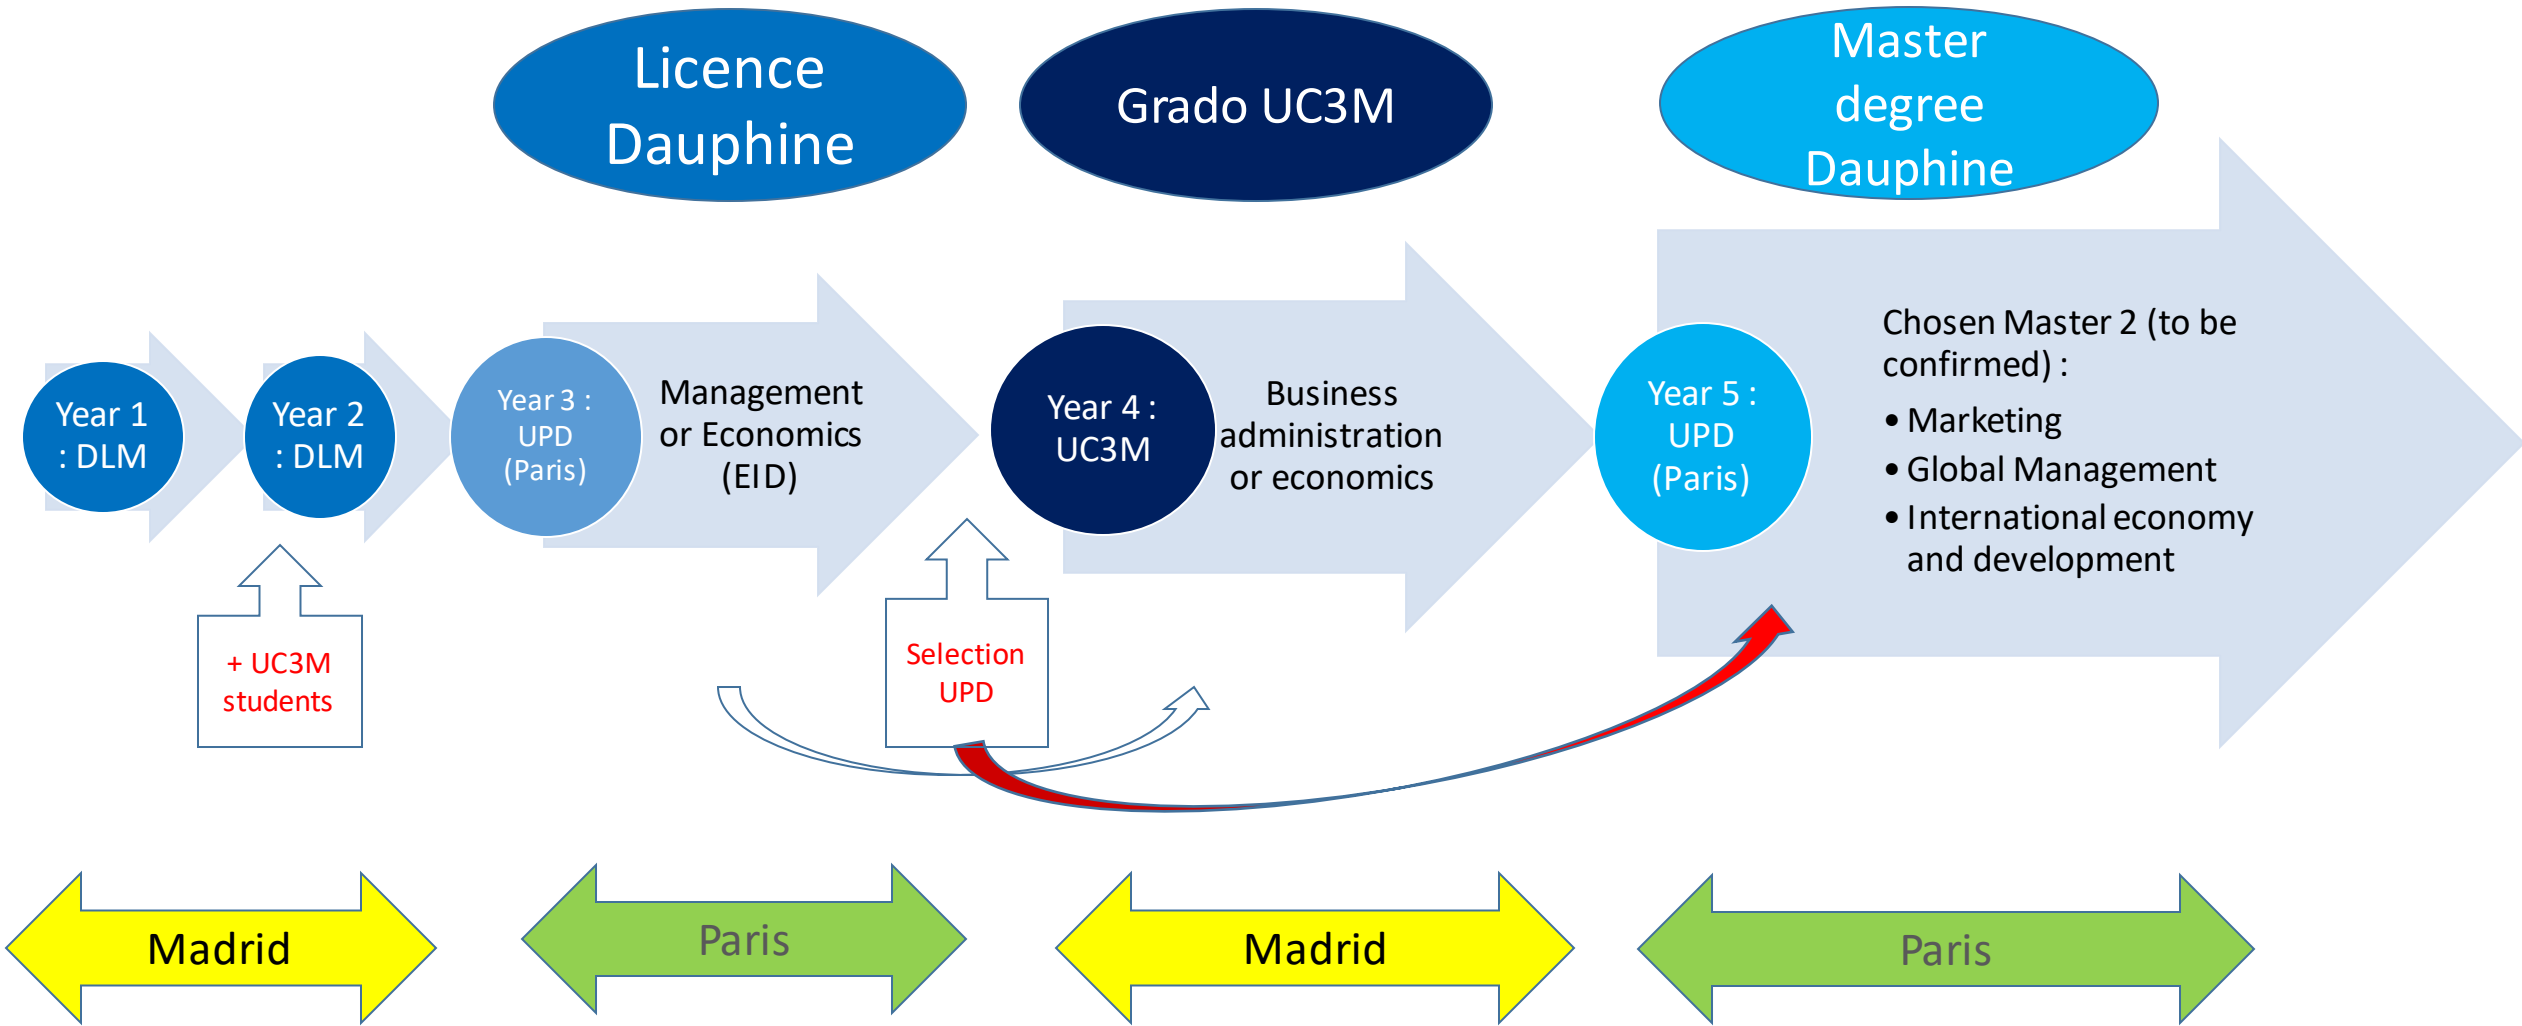 Licence
Dauphine
Grado UC3M
Master
degree
Dauphine
Year 1
: DLM
Year 2
: DLM
Year 3 :
UPD
(Paris)
Management
or Economics
(EID)
Year 4 :
UC3M
Business
administration
or economics
Year 5 :
UPD
(Paris)
Chosen Master 2 (to be
confirmed) :
• Marketing
• Global Management
• International economy
and development
+ UC3M
students
Selection
UPD
Madrid
Paris
Madrid
Paris